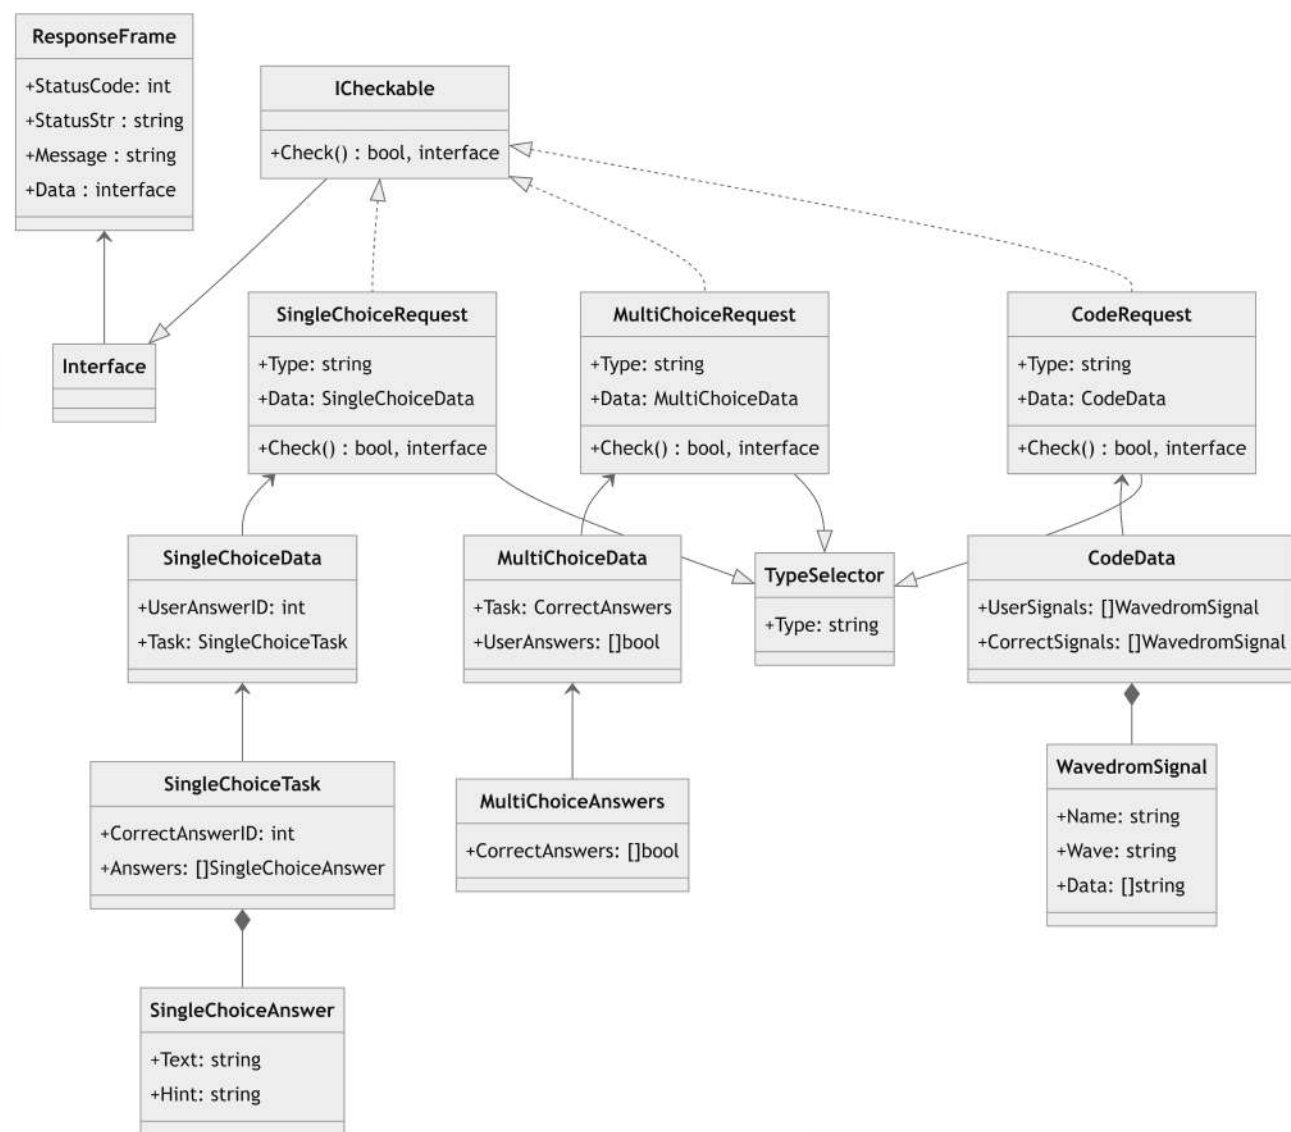 ResponseFrame
+StatusCode: int
+StatusStr : string
+Message : string
+Data : interface
ICheckable
+Check() : bool, interface
Interface
SingleChoiceRequest
+Type: string
+Data: SingleChoiceData
+Check() : bool, interface
MultiChoiceRequest
+Type: string
+Data: MultiChoiceData
+Check() : bool, interface
CodeRequest
+Type: string
+Data: CodeData
+Check() : bool, interface
SingleChoiceData
+UserAnswerID: int
+Task: SingleChoiceTask
MultiChoiceData
+Task: CorrectAnswers
+UserAnswers: []bool
TypeSelector
+Type: string
CodeData
+UserSignals: []WavedromSignal
+CorrectSignals: []WavedromSignal
SingleChoiceTask
+CorrectAnswerID: int
+Answers: []SingleChoiceAnswer
MultiChoiceAnswers
+CorrectAnswers: []bool
WavedromSignal
+Name: string
+Wave: string
+Data: []string
SingleChoiceAnswer
+Text: string
+Hint: string